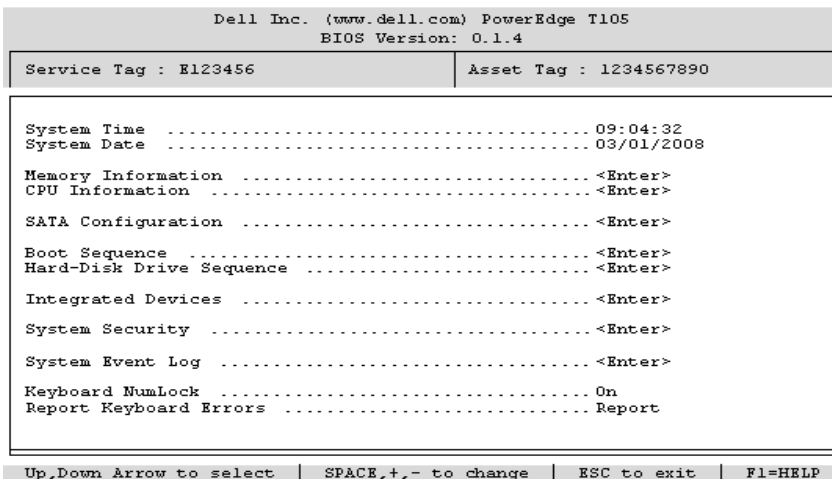 Dell Inc. (www.dell.com) PowerEdge T105
BIOS Version: 0.1.4
Service Tag : E123456 Asset Tag : 1234567890
System Time ........................................ 09:04:32
System Date ........................................ 03/01/2008
Memory Information ................................. <Enter>
CPU Information .................................... <Enter>
SATA Configuration ................................. <Enter>
Boot Sequence ...................................... <Enter>
Hard-Disk Drive Sequence ........................... <Enter>
Integrated Devices ................................. <Enter>
System Security .................................... <Enter>
System Event Log ................................... <Enter>
Keyboard NumLock ................................... On
Report Keyboard Errors ............................. Report
Up,Down Arrow to select | SPACE,+,- to change | ESC to exit | F1=HELP